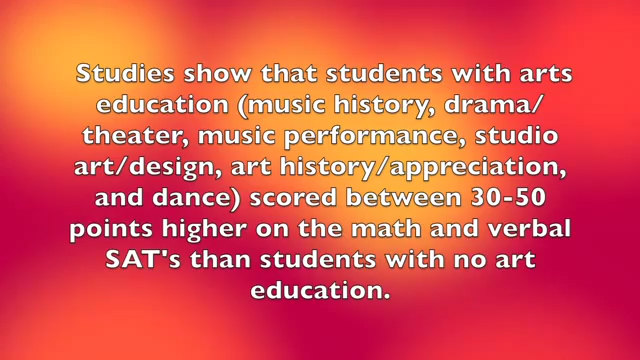 Studies show that students with arts
education (music history, drama/
theater, music performance, studio
art/design, art history/appreciation,
and dance) scored between 30-50
points higher on the math and verbal
SAT's than students with no art
education.